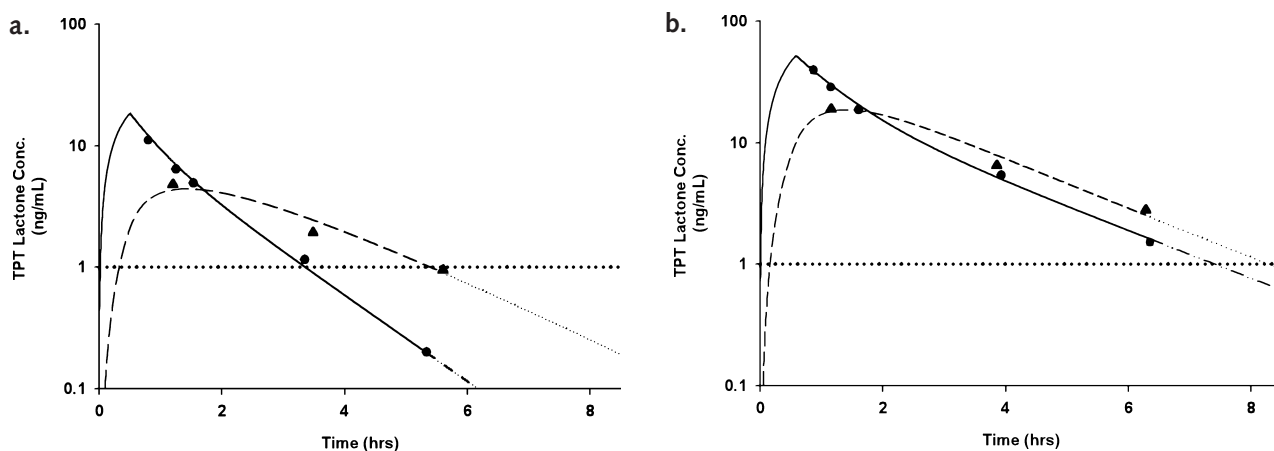 a.
100
10
1
0.1
TPT Lactone Conc.
(ng/mL)
0
2
4
6
8
Time (hrs)
b.
100
10
1
0.1
TPT Lactone Conc.
(ng/mL)
0
2
4
6
8
Time (hrs)